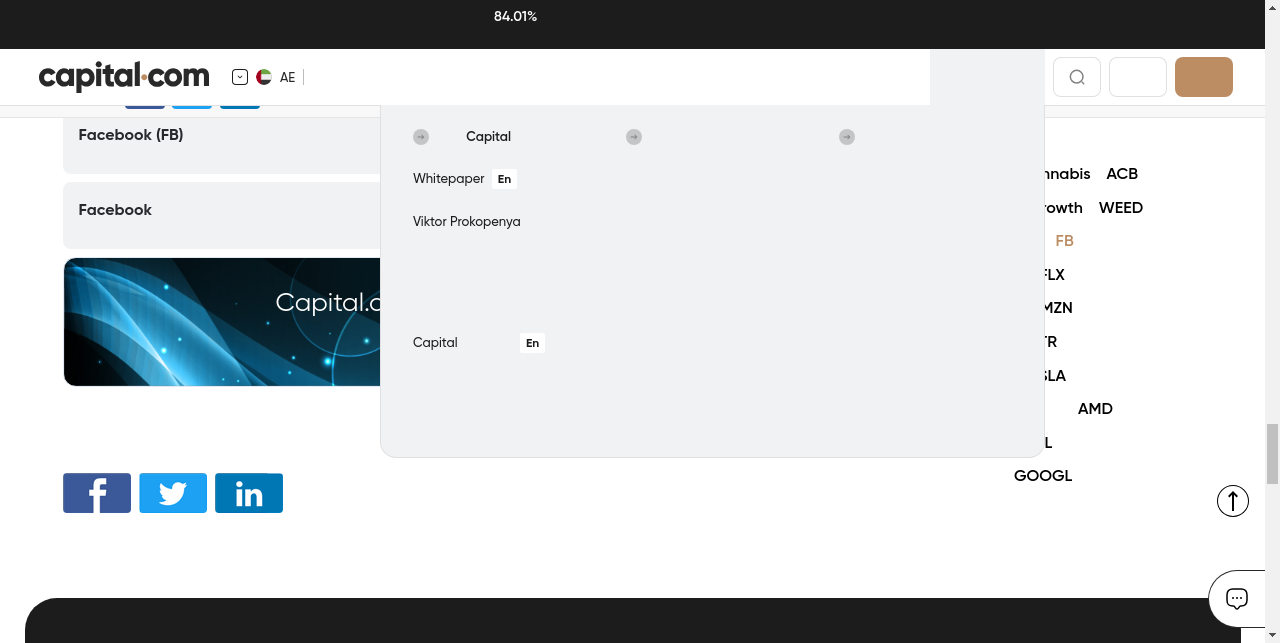 84.01%
capital.com
AE
Facebook (FB)
Capital
Whitepaper En
Viktor Prokopenya
Facebook
Capital.c
Capital En
nnabis ACB
rowth WEED
FB
FLX
MZN
TR
SLA
AMD
L
GOOGL